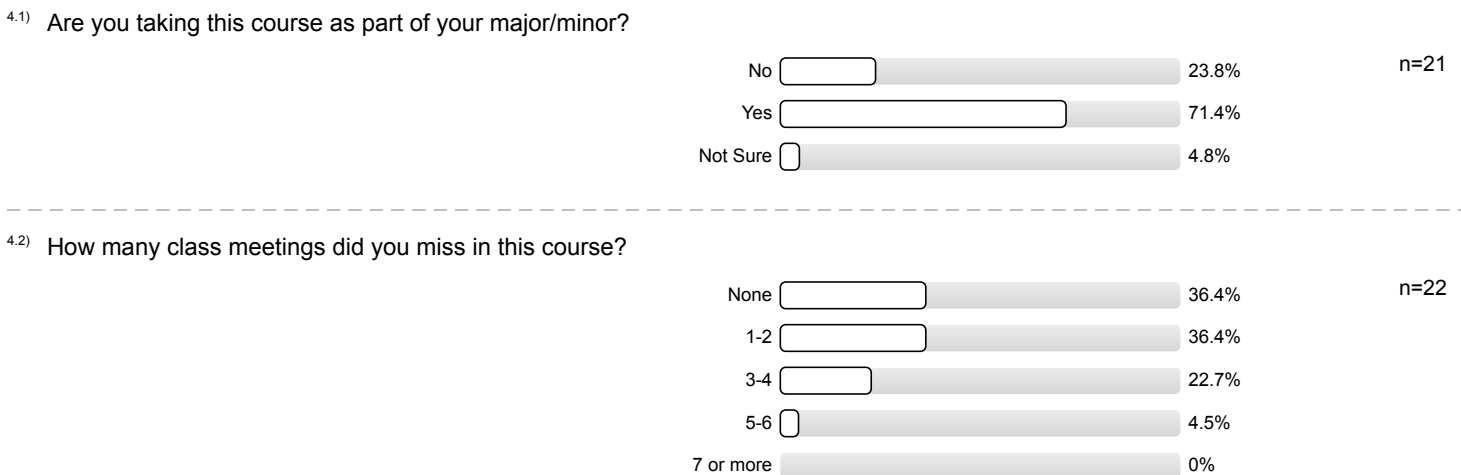 4.1) Are you taking this course as part of your major/minor?
No 23.8% n=21
Yes 71.4%
Not Sure 4.8%
4.2) How many class meetings did you miss in this course?
None 36.4% n=22
1-2 36.4%
3-4 22.7%
5-6 4.5%
7 or more 0%